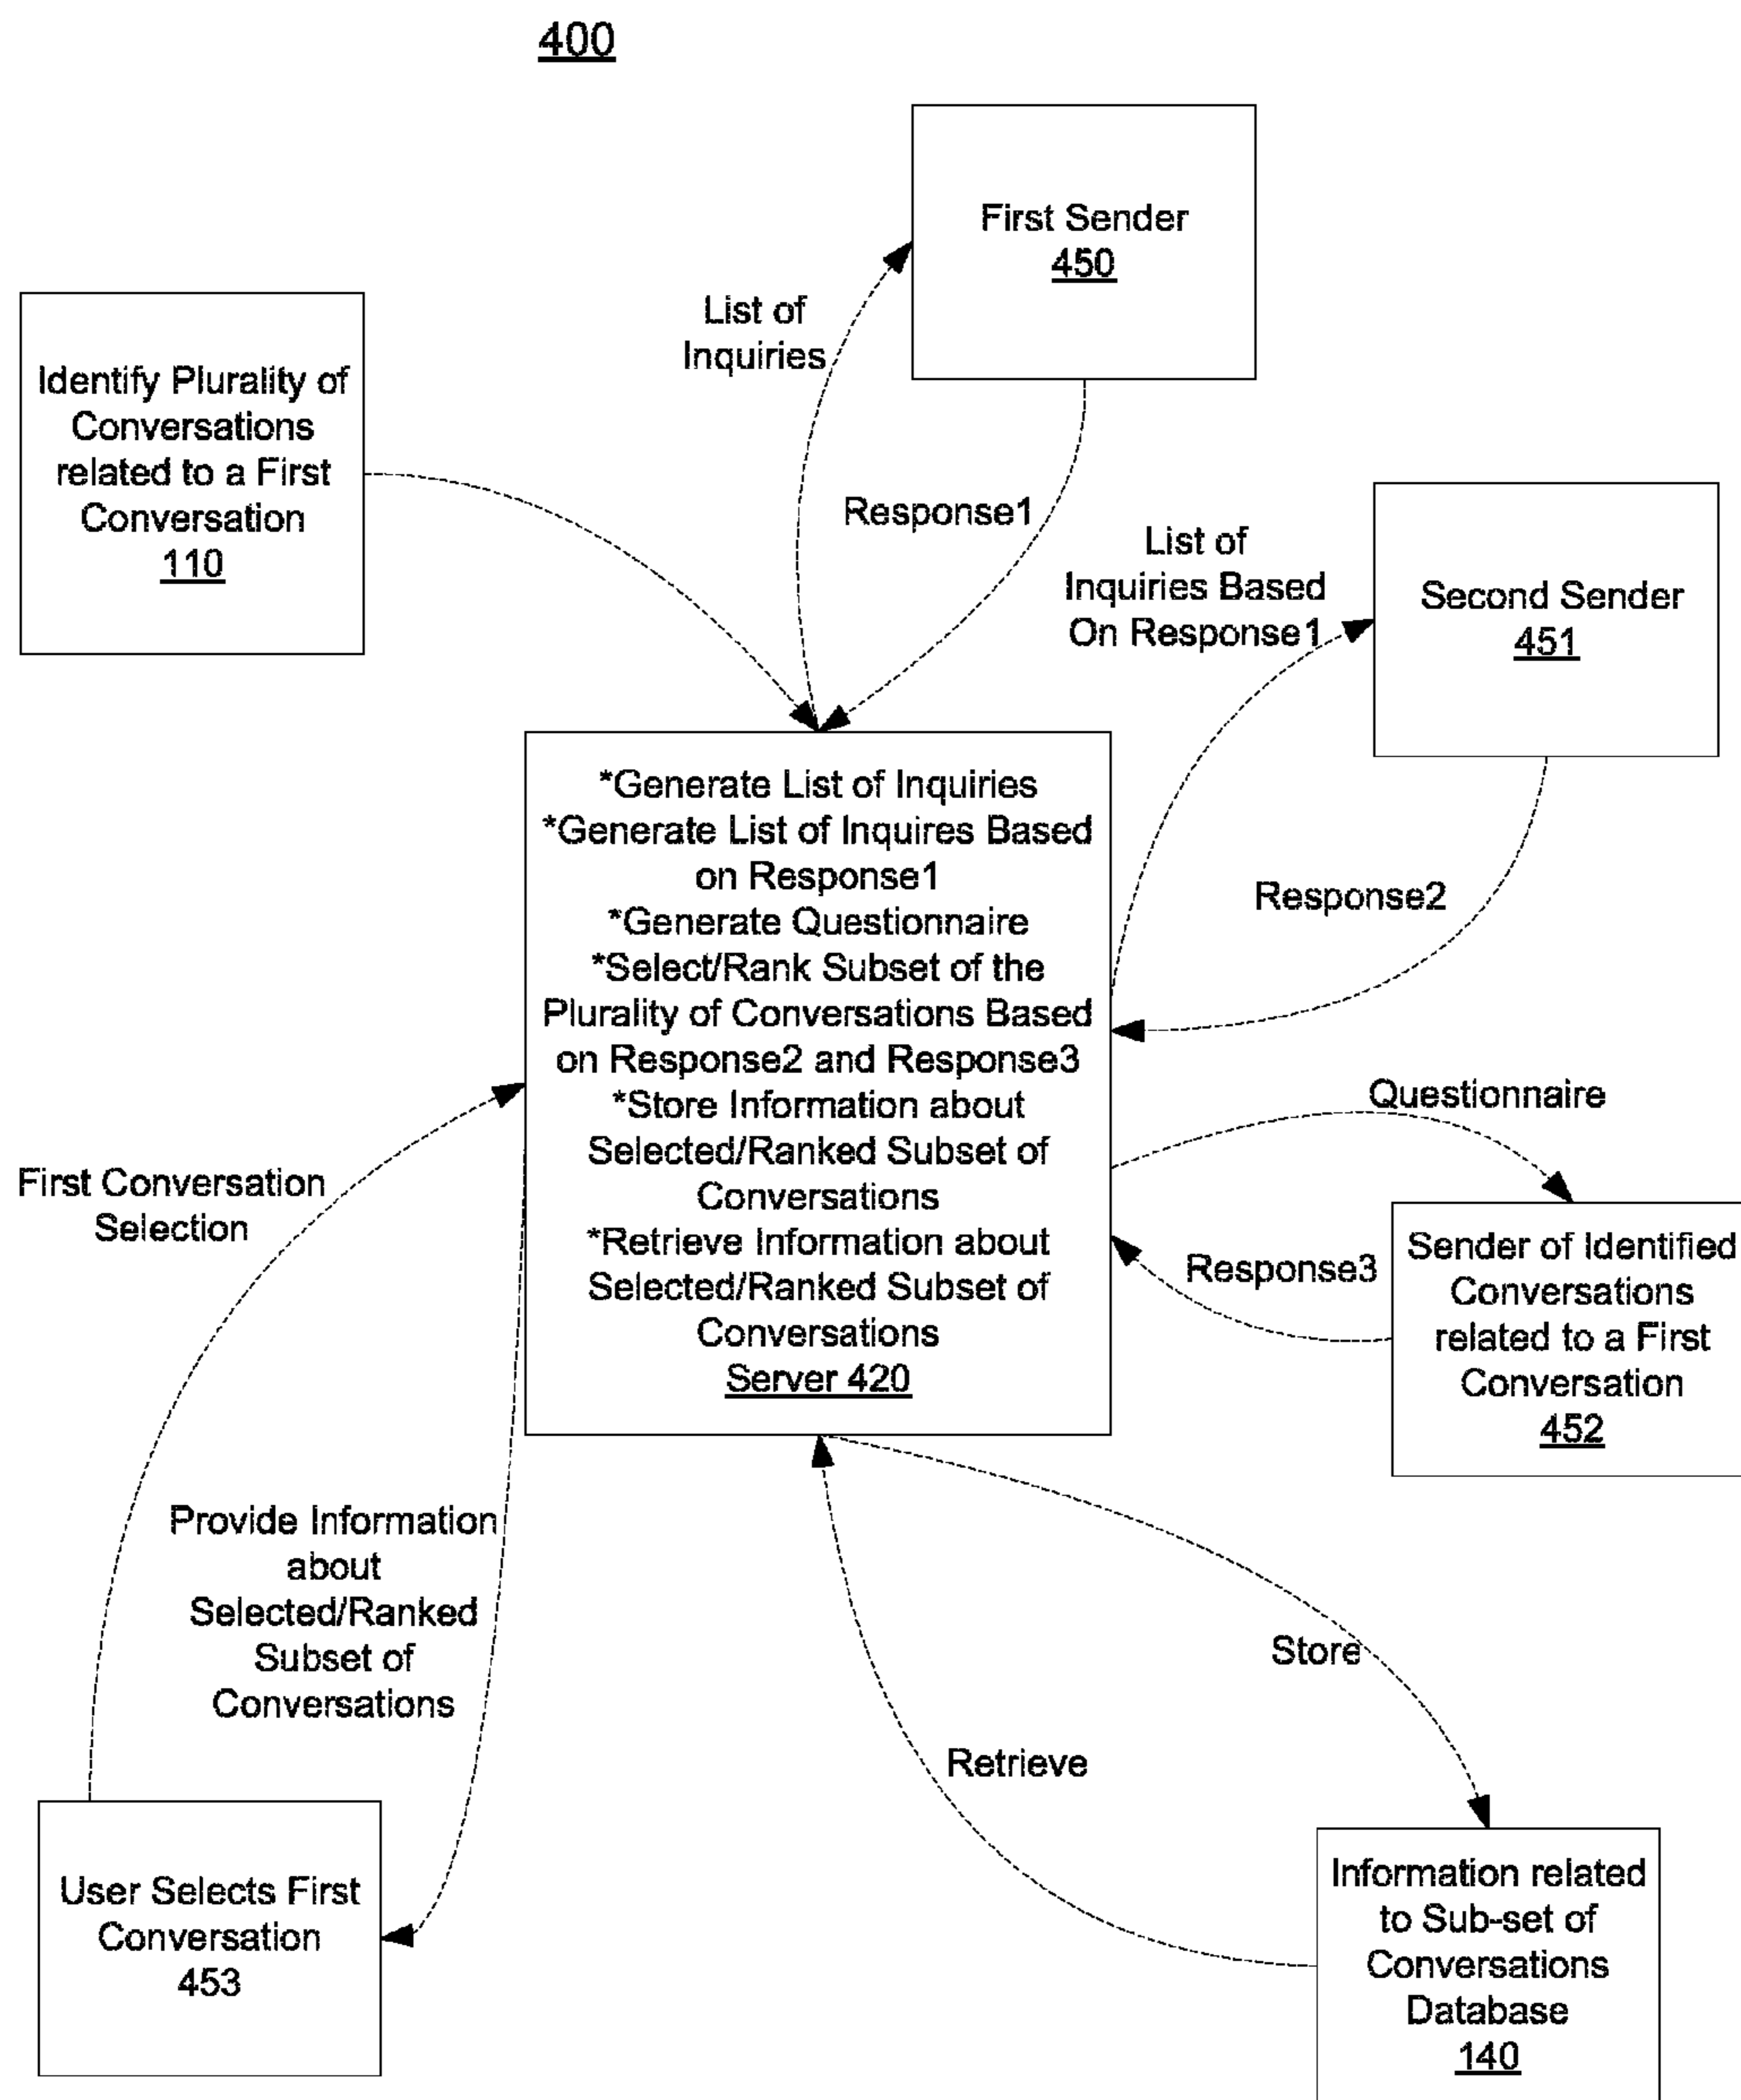 400
First Sender
450
List of
Inquiries
Identify Plurality of
Conversations
related to a First
Conversation
110
Response1
List of
Inquiries Based
On Response1
Second Sender
451
*Generate List of Inquiries
*Generate List of Inquires Based
on Response1
*Generate Questionnaire
*Select/Rank Subset of the
Plurality of Conversations Based
on Response2 and Response3
*Store Information about
Selected/Ranked Subset of
Conversations
*Retrieve Information about
Selected/Ranked Subset of
Conversations
Server 420
Response2
Questionnaire
First Conversation
Selection
Response3
Sender of Identified
Conversations
related to a First
Conversation
452
Provide Information
about
Selected/Ranked
Subset of
Conversations
Store
Retrieve
User Selects First
Conversation
453
Information related
to Sub-set of
Conversations
Database
140